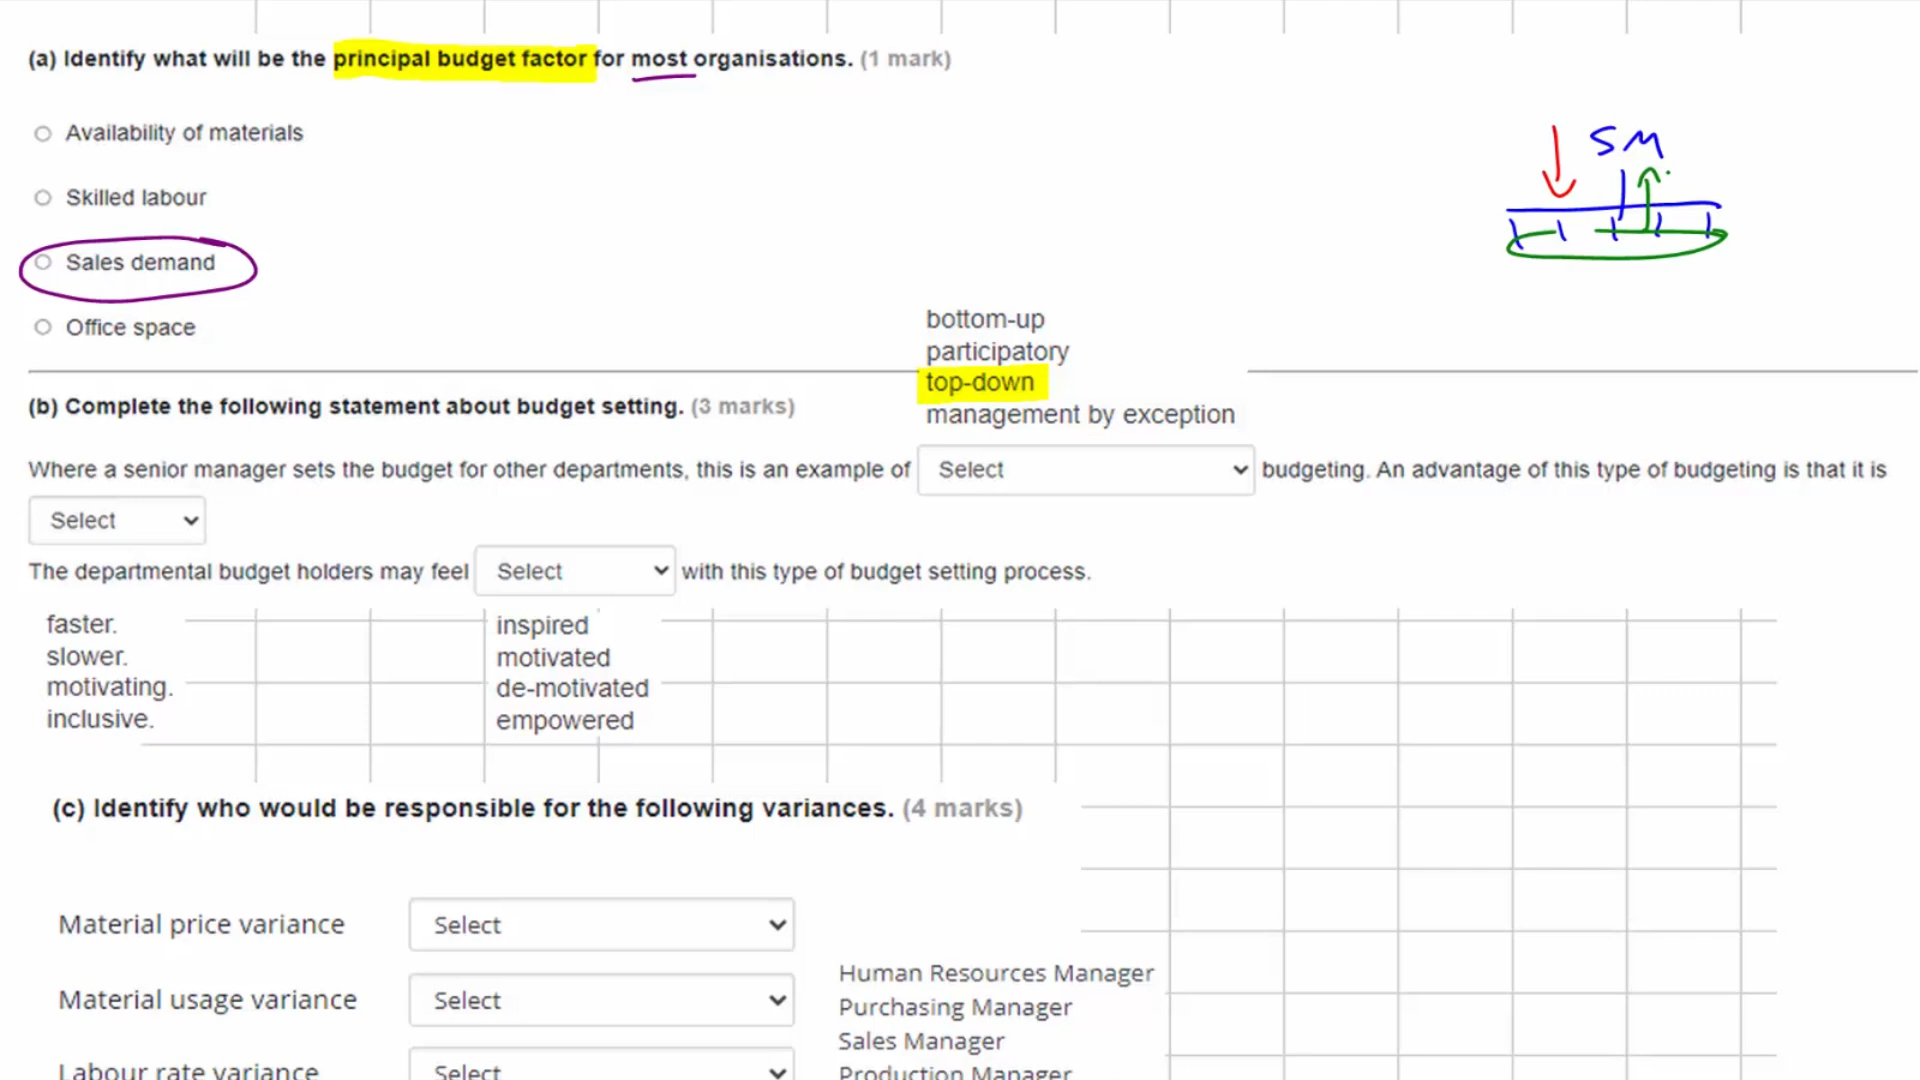 (a) Identify what will be the principal budget factor for most organisations. (1 mark)
Availability of materials
Skilled labour
Sales demand
Office space
SM
bottom-up
participatory
top-down
management by exception
(b) Complete the following statement about budget setting. (3 marks)
Where a senior manager sets the budget for other departments, this is an example of Select budgeting. An advantage of this type of budgeting is that it is
Select
The departmental budget holders may feel Select with this type of budget setting process.
faster.
slower.
motivating.
inclusive.
inspired
motivated
de-motivated
empowered
(c) Identify who would be responsible for the following variances. (4 marks)
Material price variance Select
Material usage variance Select
Labour rate variance Select
Human Resources Manager
Purchasing Manager
Sales Manager
Production Manager